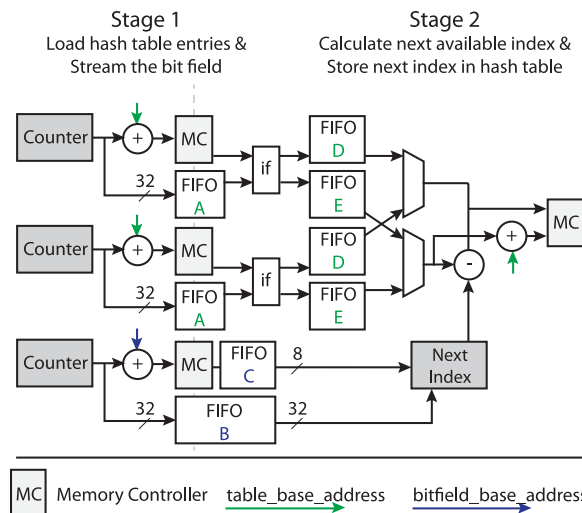 Stage 1
Load hash table entries &
Stream the bit field
Stage 2
Calculate next available index &
Store next index in hash table
Counter
+
MC
32
FIFO
A
if
FIFO
D
FIFO
E
Counter
+
MC
32
FIFO
A
if
FIFO
D
FIFO
E
+
-
MC
Counter
+
MC
FIFO
C
8
Next
Index
32
FIFO
B
32
MC
Memory Controller
table_base_address
bitfield_base_address